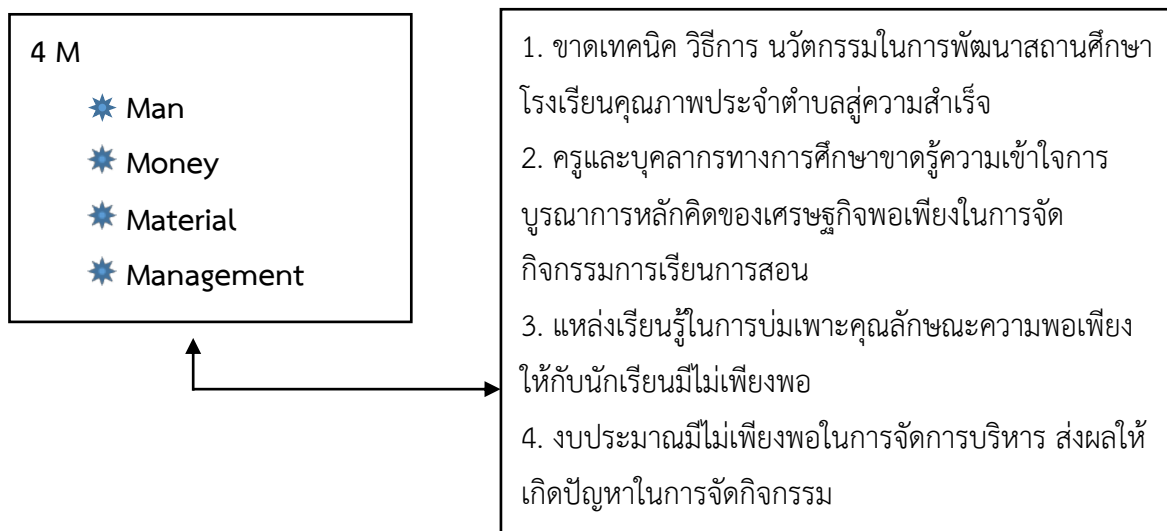 4 M
Man
Money
Material
Management
1. ขาดเทคนิค วิธีการ นวัตกรรมในการพัฒนาสถานศึกษา
โรงเรียนคุณภาพประจำตำบลสู่ความสำเร็จ
2. ครูและบุคลากรทางการศึกษาขาดรู้ความเข้าใจการ
บูรณาการหลักคิดของเศรษฐกิจพอเพียงในการจัด
กิจกรรมการเรียนการสอน
3. แหล่งเรียนรู้ในการบ่มเพาะคุณลักษณะความพอเพียง
ให้กับนักเรียนมีไม่เพียงพอ
4. งบประมาณมีไม่เพียงพอในการจัดการบริหาร ส่งผลให้
เกิดปัญหาในการจัดกิจกรรม